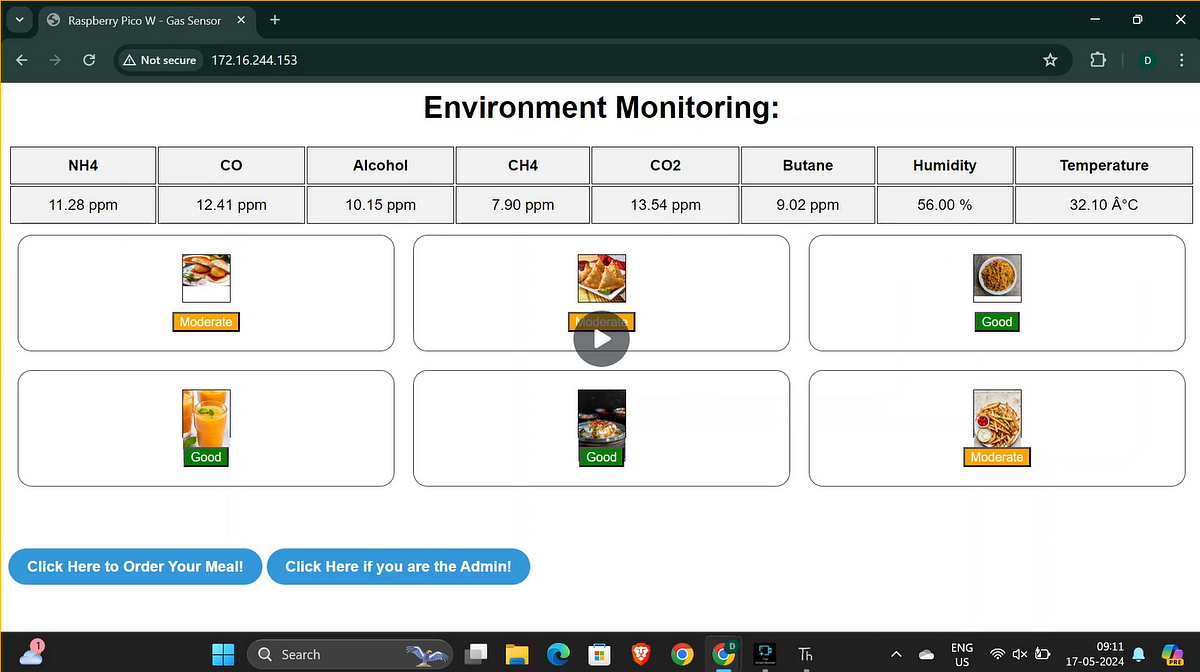 Raspberry Pico W - Gas Sensor
Not secure 172.16.244.153 D
Environment Monitoring:
NH4 CO Alcohol CH4 CO2 Butane Humidity Temperature
11.28 ppm 12.41 ppm 10.15 ppm 7.90 ppm 13.54 ppm 9.02 ppm 56.00 % 32.10 Â°C
Moderate Moderate Good
Good Good Moderate
Click Here to Order Your Meal! Click Here if you are the Admin!
1 Search D Th ENG 09:11
US 17-05-2024 PRE